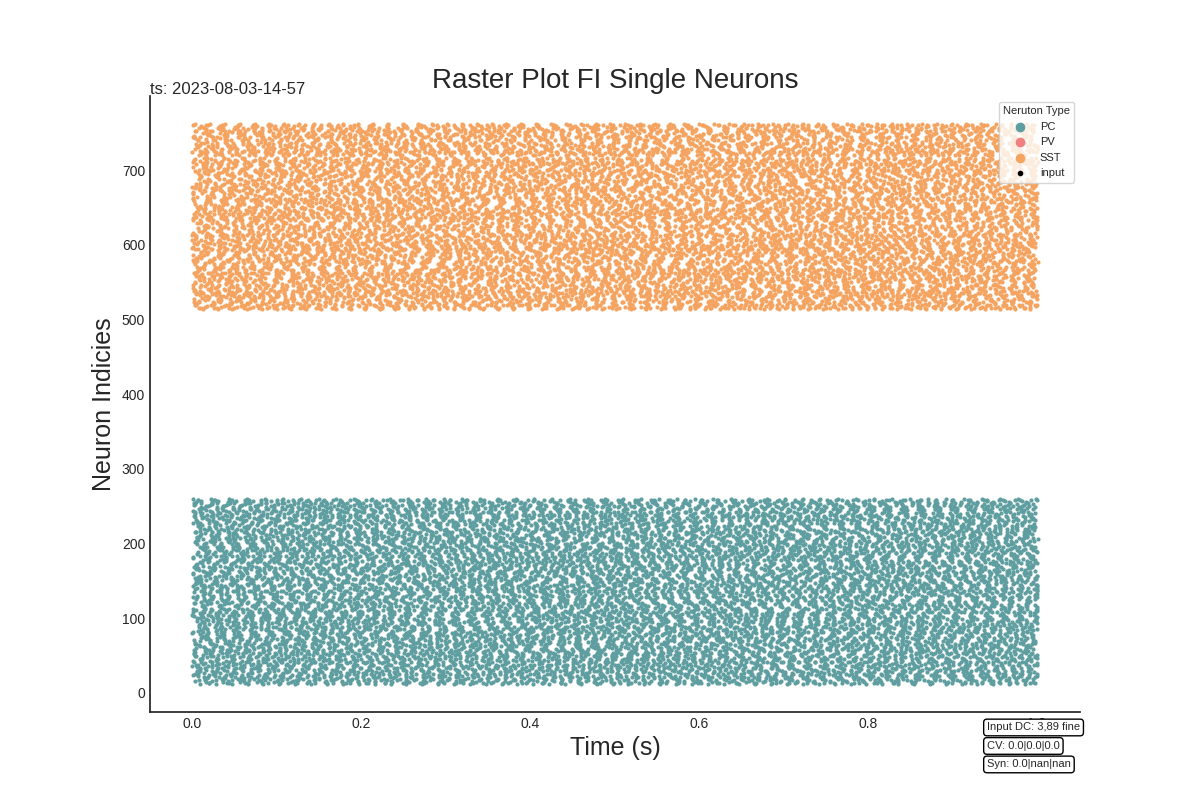 Raster Plot FI Single Neurons
ts: 2023-08-03-14-57
Neruton Type
PC
PV
SST
input
Neuron Indicies
700
600
500
400
300
200
100
0
0.0
0.2
0.4
0.6
0.8
Time (s)
Input DC: 3,89 fine
CV: 0.0|0.0|0.0
Syn: 0.0|nan|nan